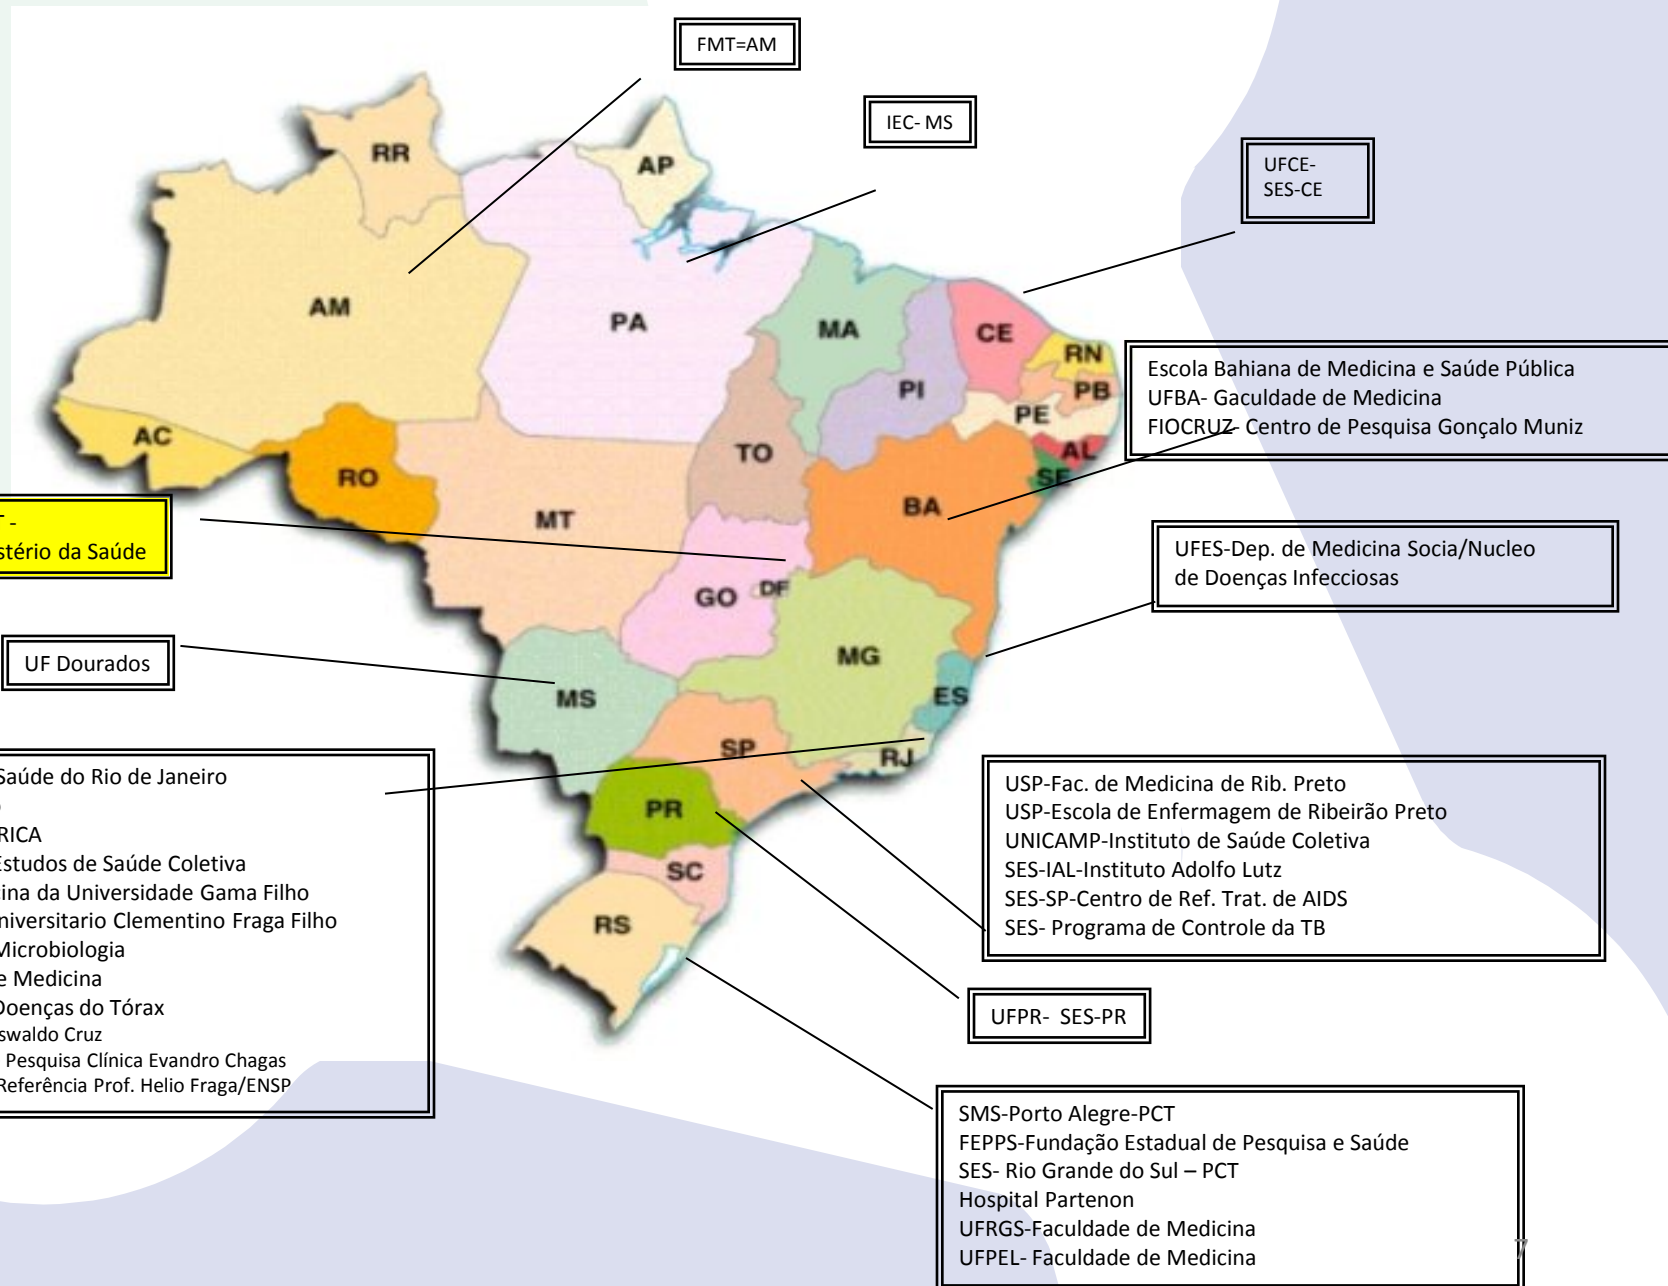 FMT=AM
IEC- MS
UFCE-
SES-CE
RR
AP
AM
PA
MA
CE
RN
PB
PI
PE
AL
SE
AC
RO
TO
BA
MT
GO
DF
MG
ES
MS
SP
RJ
PR
SC
RS
Escola Bahiana de Medicina e Saúde Pública
UFBA- Gaculdade de Medicina
FIOCRUZ- Centro de Pesquisa Gonçalo Muniz
T -
stério da Saúde
UFES-Dep. de Medicina Socia/Nucleo
de Doenças Infecciosas
UF Dourados
Saúde do Rio de Janeiro
RICA
Estudos de Saúde Coletiva
cina da Universidade Gama Filho
niversitario Clementino Fraga Filho
Microbiologia
e Medicina
Doenças do Tórax
swaldo Cruz
Pesquisa Clínica Evandro Chagas
Referência Prof. Helio Fraga/ENSP
USP-Fac. de Medicina de Rib. Preto
USP-Escola de Enfermagem de Ribeirão Preto
UNICAMP-Instituto de Saúde Coletiva
SES-IAL-Instituto Adolfo Lutz
SES-SP-Centro de Ref. Trat. de AIDS
SES- Programa de Controle da TB
UFPR- SES-PR
SMS-Porto Alegre-PCT
FEPPS-Fundação Estadual de Pesquisa e Saúde
SES- Rio Grande do Sul – PCT
Hospital Partenon
UFRGS-Faculdade de Medicina
UFPEL- Faculdade de Medicina
7